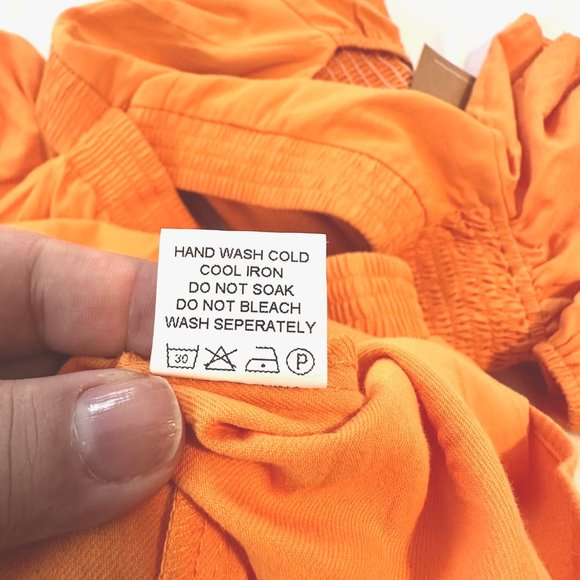 HAND WASH COLD
COOL IRON
DO NOT SOAK
DO NOT BLEACH
WASH SEPERATELY
30 P